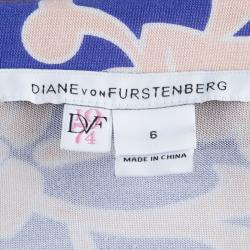 DIANE VON FURSTENBERG
DVF
1974
6
MADE IN CHINA